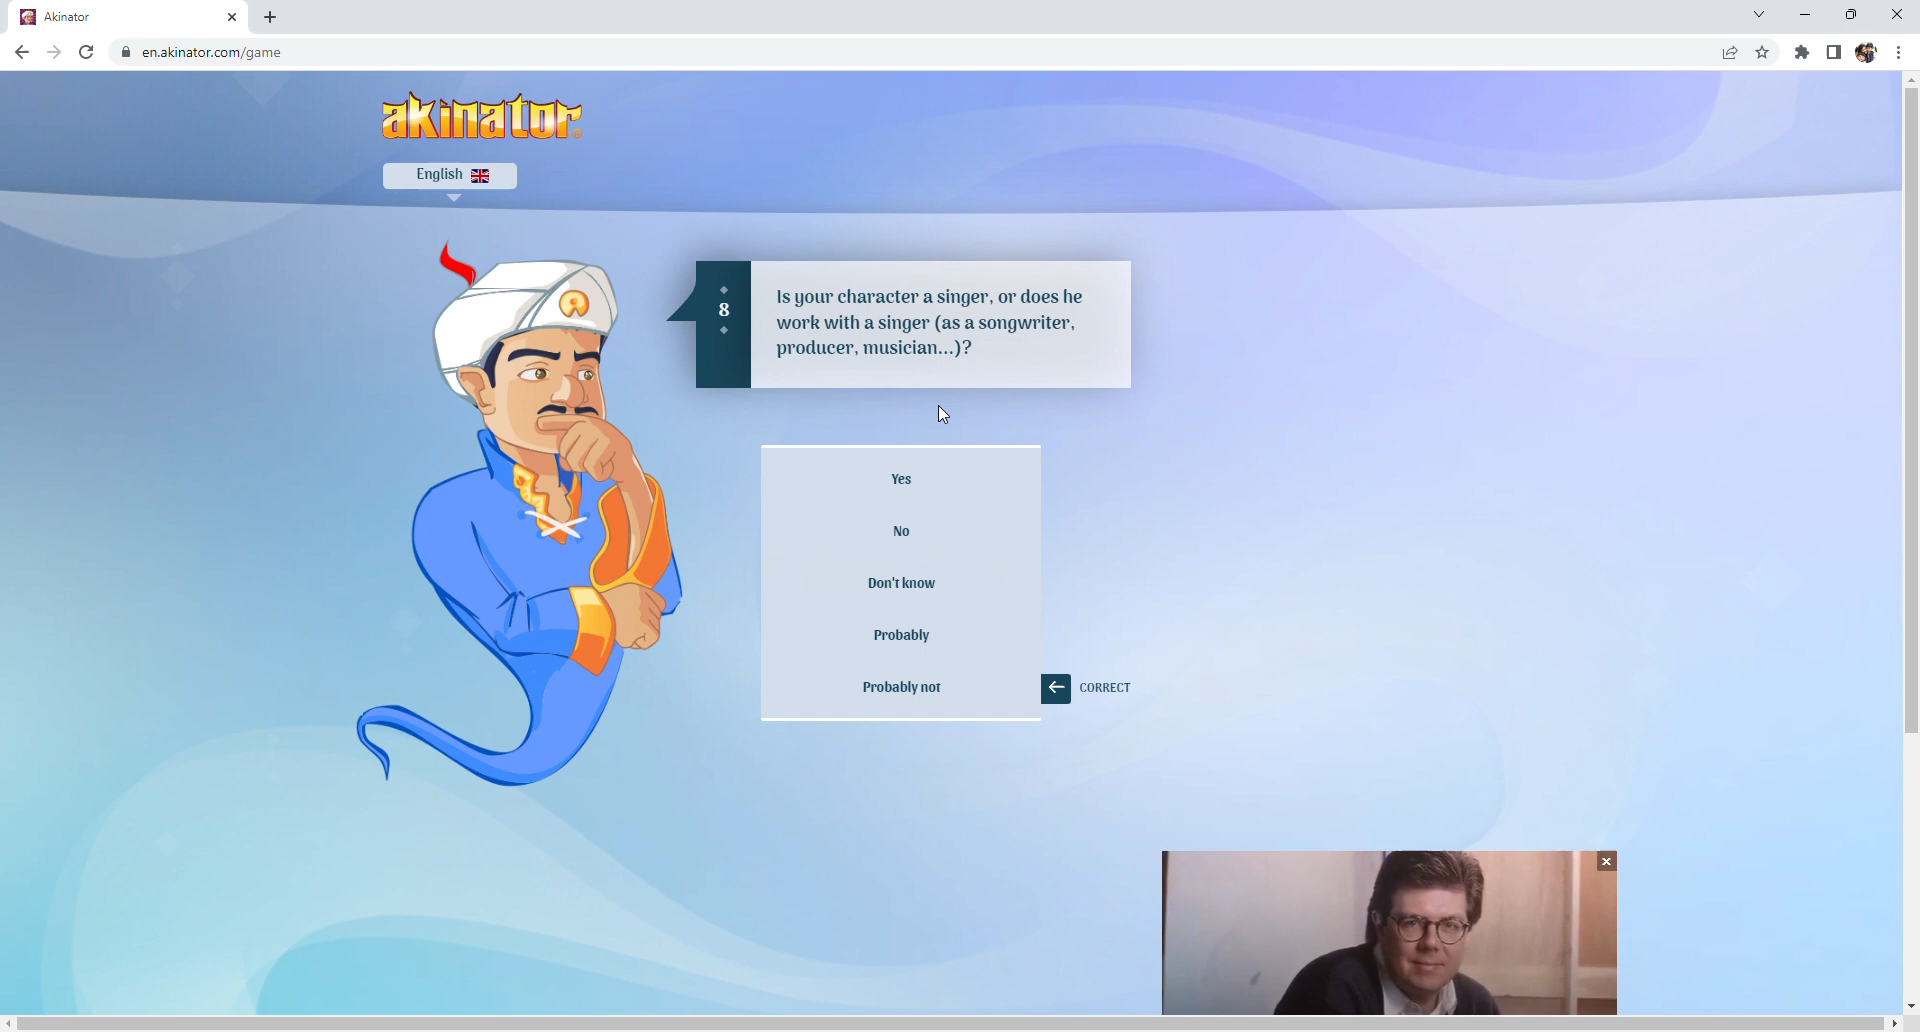 Akinator
en.akinator.com/game
akinator
English
8
Is your character a singer, or does he
work with a singer (as a songwriter,
producer, musician...)?
Yes
No
Don't know
Probably
Probably not
CORRECT